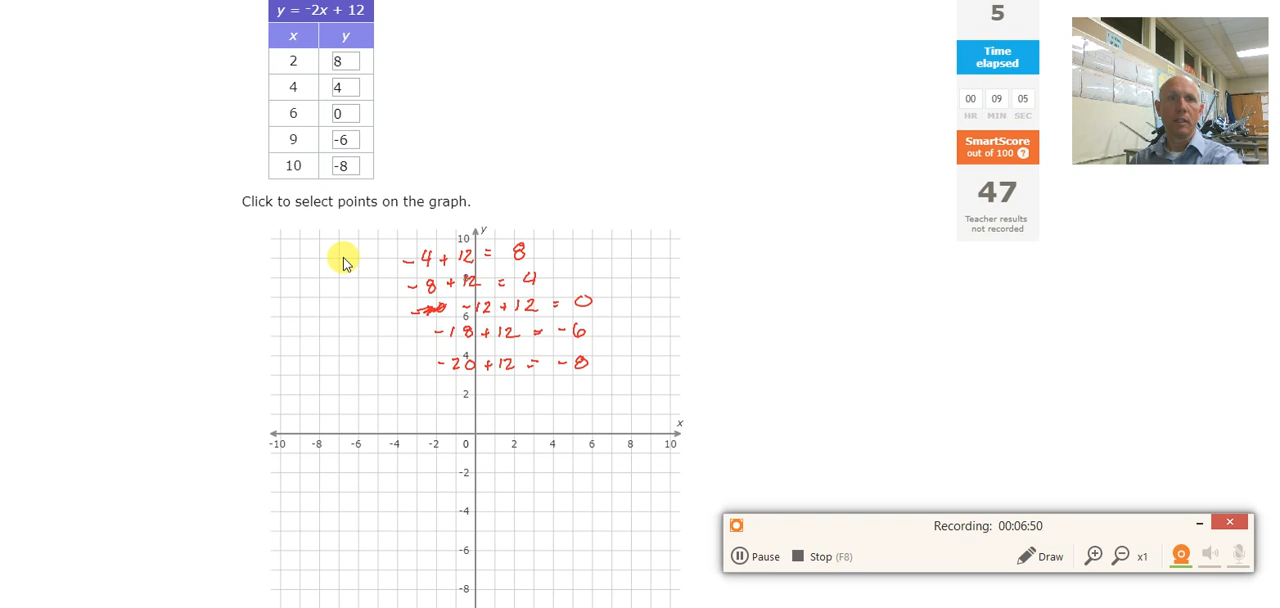 y = -2x + 12
x y
2 8
4 4
6 0
9 -6
10 -8
5
Time
elapsed
00 09 05
HR MIN SEC
SmartScore
out of 100 ?
47
Teacher results
not recorded
Click to select points on the graph.
y
10
8
6
4
2
x
-10 -8 -6 -4 -2 0 2 4 6 8 10
-2
-4
-6
-8
-4 + 12 = 8
-8 + 12 = 4
-12 + 12 = 0
-18 + 12 = -6
-20 + 12 = -8
Recording: 00:06:50
Pause Stop (F8) Draw x1